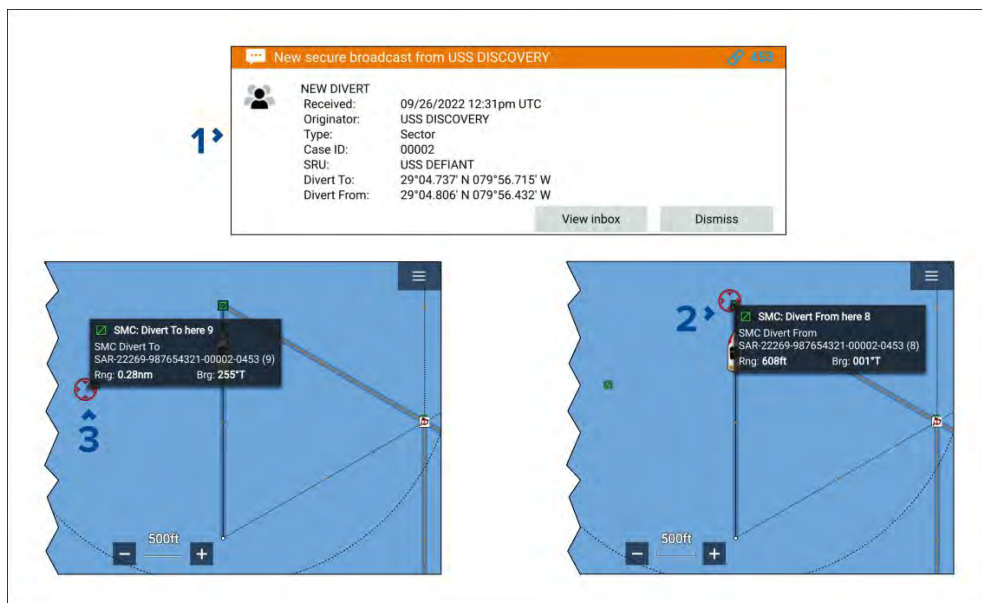 New secure broadcast from USS DISCOVERY 453
NEW DIVERT
Received: 09/26/2022 12:31pm UTC
Originator: USS DISCOVERY
Type: Sector
Case ID: 00002
SRU: USS DEFIANT
Divert To: 29°04.737' N 079°56.715' W
Divert From: 29°04.806' N 079°56.432' W
View inbox Dismiss
1
SMC: Divert To here 9
SMC Divert To
SAR-22269-987654321-00002-0453 (9)
Rng: 0.28nm Brg: 255°T
3
500ft
− +
2
SMC: Divert From here 8
SMC Divert From
SAR-22269-987654321-00002-0453 (8)
Rng: 608ft Brg: 001°T
500ft
− +